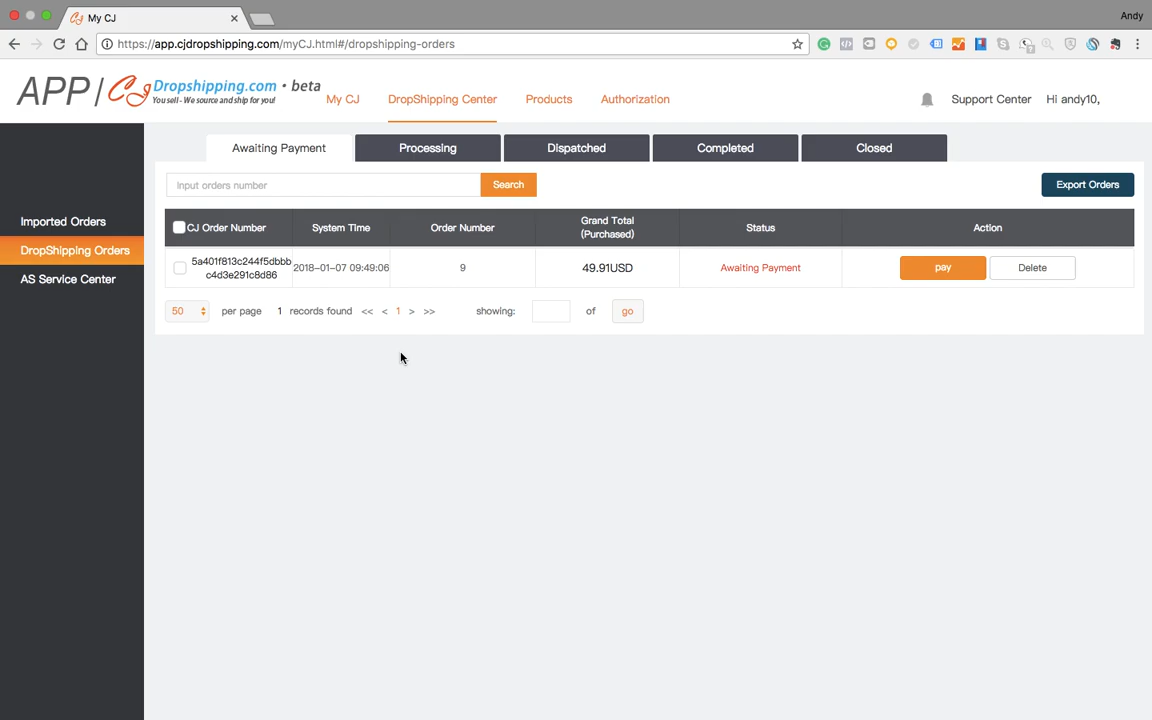 My CJ
Andy
https://app.cjdropshipping.com/myCJ.html#/dropshipping-orders
APP | CJ Dropshipping.com • beta
You sell - We source and ship for you!
My CJ
DropShipping Center
Products
Authorization
Support Center
Hi andy10,
Awaiting Payment
Processing
Dispatched
Completed
Closed
Input orders number
Search
Export Orders
Imported Orders
DropShipping Orders
AS Service Center
CJ Order Number
System Time
Order Number
Grand Total
(Purchased)
Status
Action
5a401f813c244f5dbbb
c4d3e291c8d86
2018-01-07 09:49:06
9
49.91USD
Awaiting Payment
pay
Delete
50
per page
1 records found
<< < 1 > >>
showing:
of
go